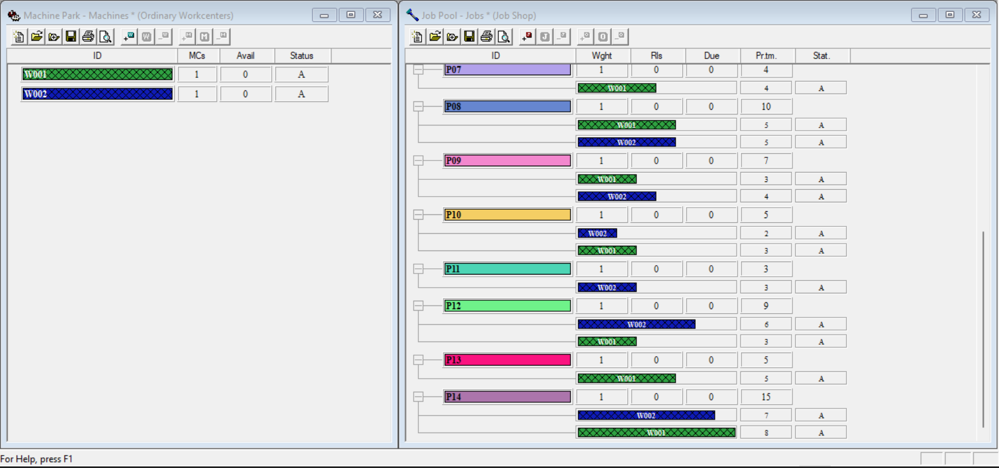 Machine Park - Machines * (Ordinary Workcenters)
ID MCs Avail Status
W001 1 0 A
W002 1 0 A
Job Pool - Jobs * (Job Shop)
ID Wght Rls Due Pr.tm. Stat.
P07 1 0 0 4
W001 4 A
P08 1 0 0 10
W001 5 A
W002 5 A
P09 1 0 0 7
W001 3 A
W002 4 A
P10 1 0 0 5
W002 2 A
W001 3 A
P11 1 0 0 3
W002 3 A
P12 1 0 0 9
W002 6 A
W001 3 A
P13 1 0 0 5
W001 5 A
P14 1 0 0 15
W002 7 A
W001 8 A
For Help, press F1